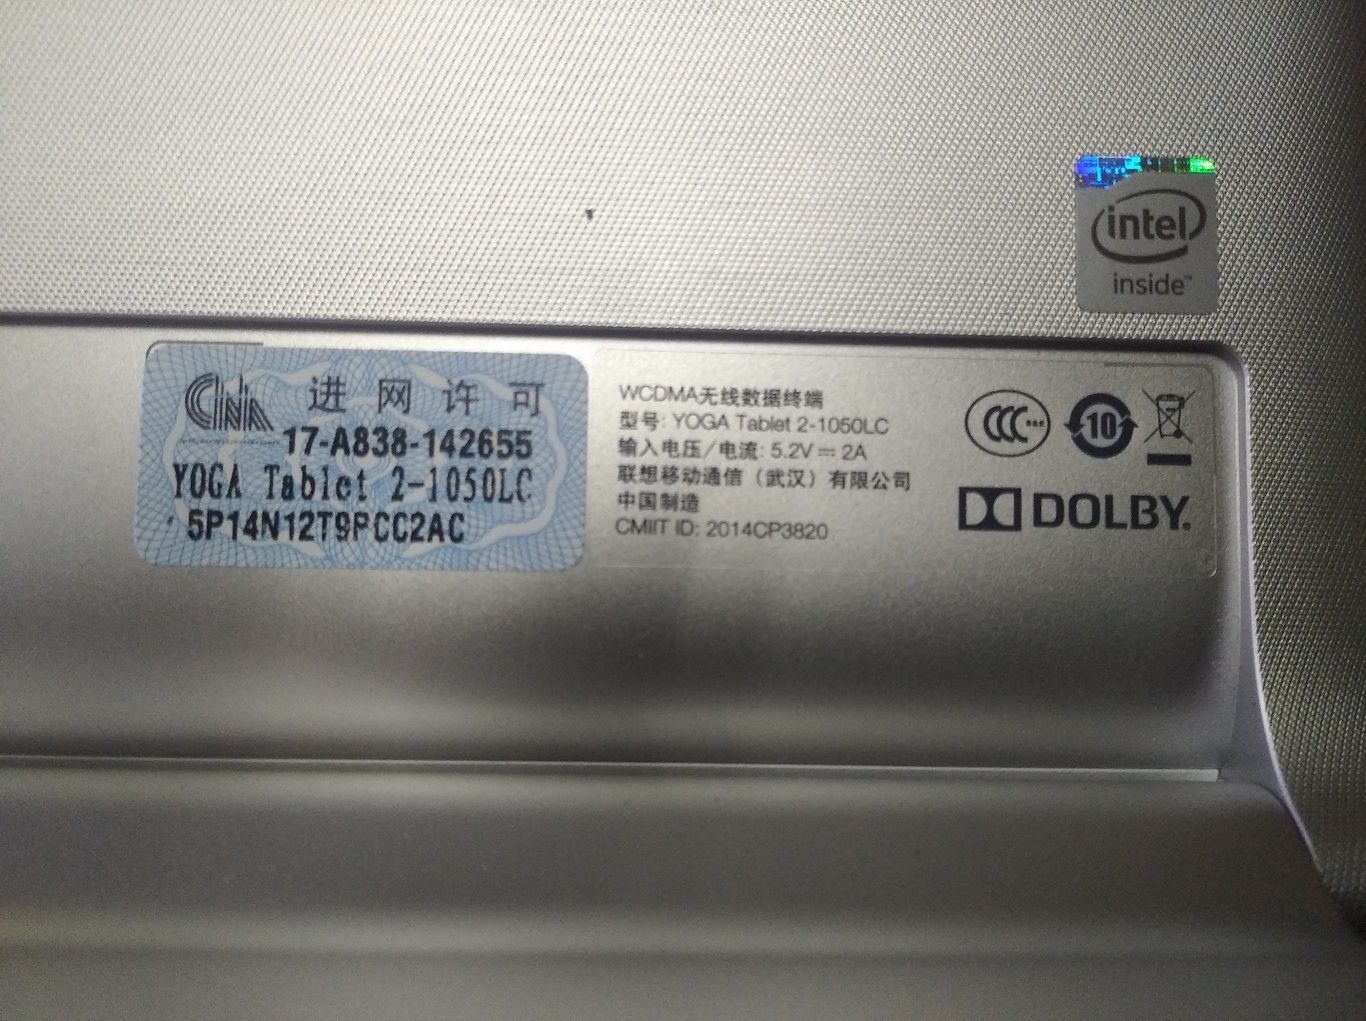 进网许可
17-A838-142655
YOGA Tablet 2-1050LC
5P14N12T9PCC2AC
WCDMA无线数据终端
型号: YOGA Tablet 2-1050LC
输入电压/电流: 5.2V⎓2A
联想移动通信（武汉）有限公司
中国制造
CMIIT ID: 2014CP3820
CCC
10
DOLBY.
intel
inside™